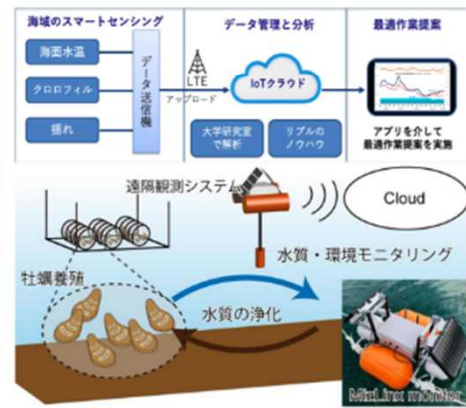 海域のスマートセンシング
データ管理と分析
最適作業提案
海面水温
クロロフィル
揺れ
データ送信機
LTE
アップロード
IoTクラウド
大学研究室
で解析
リブルの
ノウハウ
アプリを介して
最適作業提案を実施
遠隔観測システム
Cloud
水質・環境モニタリング
牡蠣養殖
水質の浄化
MizLinx monitor